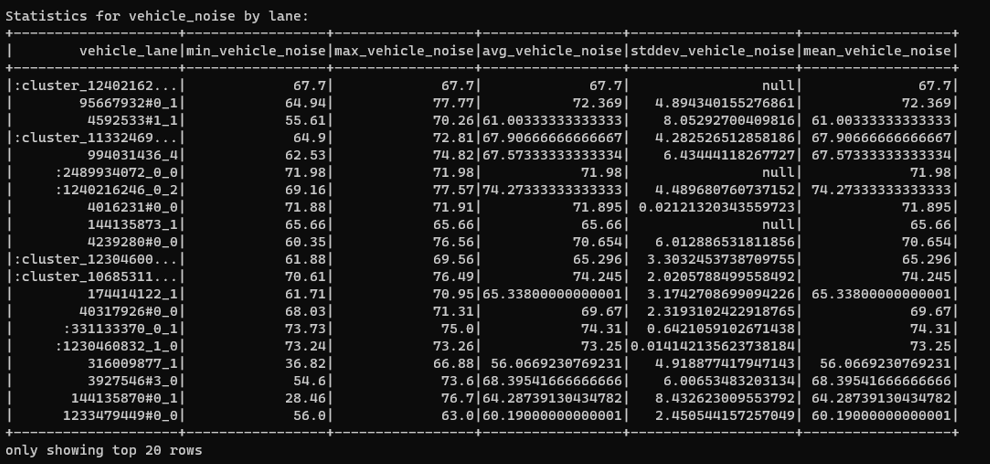 Statistics for vehicle_noise by lane:
+------------------+-----------------+-----------------+-----------------+--------------------+------------------+
|      vehicle_lane|min_vehicle_noise|max_vehicle_noise|avg_vehicle_noise|stddev_vehicle_noise|mean_vehicle_noise|
+------------------+-----------------+-----------------+-----------------+--------------------+------------------+
|:cluster_12402162...|             67.7|             67.7|             67.7|                null|              67.7|
|        95667932#0_1|            64.94|            77.77|           72.369|   4.894340155276861|            72.369|
|         4592533#1_1|            55.61|            70.26|61.00333333333333|    8.05292700409816| 61.00333333333333|
|:cluster_11332469...|             64.9|            72.81|67.90666666666667|   4.282526512858186| 67.90666666666667|
|         994031436_4|            62.53|            74.82|67.57333333333334|    6.43444118267727| 67.57333333333334|
|     :2489934072_0_0|            71.98|            71.98|            71.98|                null|             71.98|
|     :1240216246_0_2|            69.16|            77.57|74.27333333333333|   4.489680760737152| 74.27333333333333|
|         4016231#0_0|            71.88|            71.91|           71.895| 0.02121320343559723|            71.895|
|         144135873_1|            65.66|            65.66|            65.66|                null|             65.66|
|         4239280#0_0|            60.35|            76.56|           70.654|   6.012886531811856|            70.654|
|:cluster_12304600...|            61.88|            69.56|           65.296|  3.3032453738709755|            65.296|
|:cluster_10685311...|            70.61|            76.49|           74.245|  2.0205788499558492|            74.245|
|         174414122_1|            61.71|            70.95|65.33800000000001|  3.1742708699094226| 65.33800000000001|
|        40317926#0_0|            68.03|            71.31|            69.67|  2.3193102422918765|             69.67|
|      :331133370_0_1|            73.73|             75.0|            74.31|  0.6421059102671438|             74.31|
|     :1230460832_1_0|            73.24|            73.26|            73.25|0.014142135623738184|             73.25|
|         316009877_1|            36.82|            66.88| 56.0669230769231|   4.918877417947143|  56.0669230769231|
|         3927546#3_0|             54.6|             73.6|68.39541666666666|    6.00653483203134| 68.39541666666666|
|       144135870#0_1|            28.46|             76.7|64.28739130434782|   8.432623009553792| 64.28739130434782|
|      1233479449#0_0|             56.0|             63.0|60.19000000000001|   2.450544157257049| 60.19000000000001|
+------------------+-----------------+-----------------+-----------------+--------------------+------------------+
only showing top 20 rows